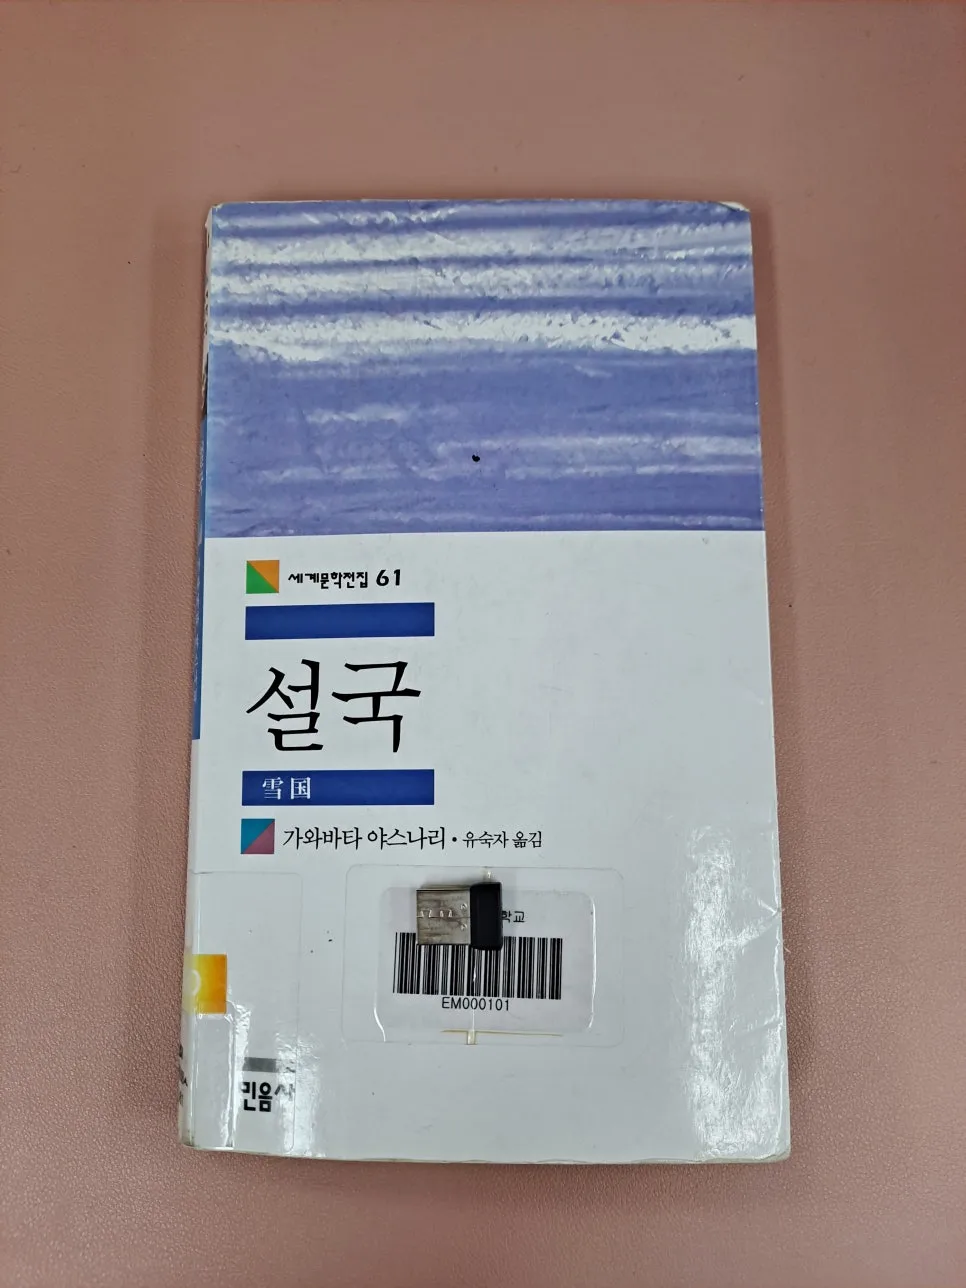 세계문학전집 61
설국
雪国
가와바타 야스나리 · 유숙자 옮김
학교
EM000101
민음사